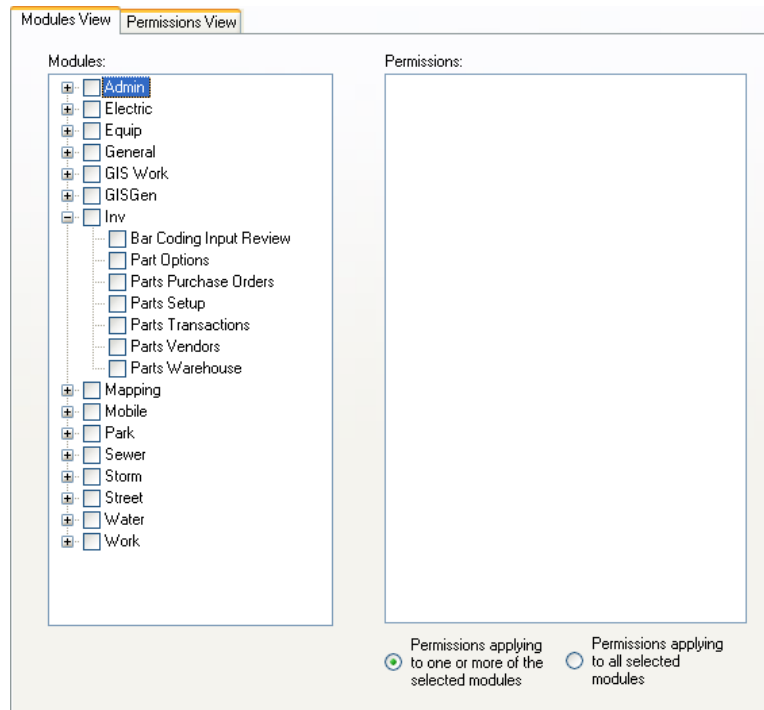 Modules View Permissions View
Modules: Permissions:
Admin
Electric
Equip
General
GIS Work
GISGen
Inv
Bar Coding Input Review
Part Options
Parts Purchase Orders
Parts Setup
Parts Transactions
Parts Vendors
Parts Warehouse
Mapping
Mobile
Park
Sewer
Storm
Street
Water
Work
Permissions applying
to one or more of the
selected modules
Permissions applying
to all selected
modules